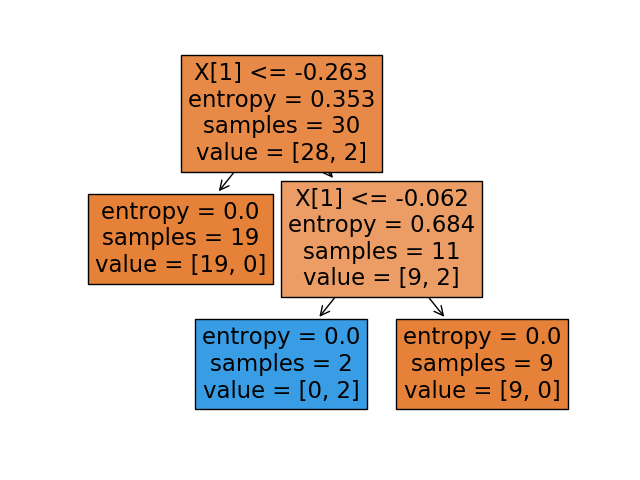 X[1] <= -0.263
entropy = 0.353
samples = 30
value = [28, 2]
entropy = 0.0
samples = 19
value = [19, 0]
X[1] <= -0.062
entropy = 0.684
samples = 11
value = [9, 2]
entropy = 0.0
samples = 2
value = [0, 2]
entropy = 0.0
samples = 9
value = [9, 0]